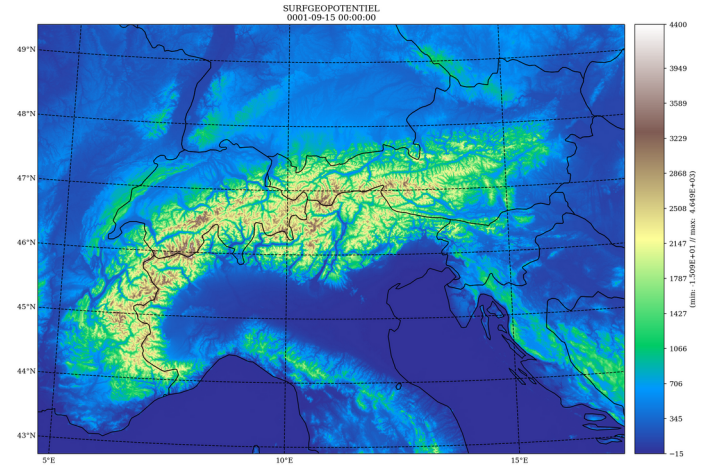 SURFGEOPOTENTIEL
0001-09-15 00:00:00
49°N
48°N
47°N
46°N
45°N
44°N
43°N
5°E
10°E
15°E
4400
3949
3589
3229
2868
2508
2147
1787
1427
1066
706
345
−15
(min: -1.509E+01 // max: 4.649E+03)